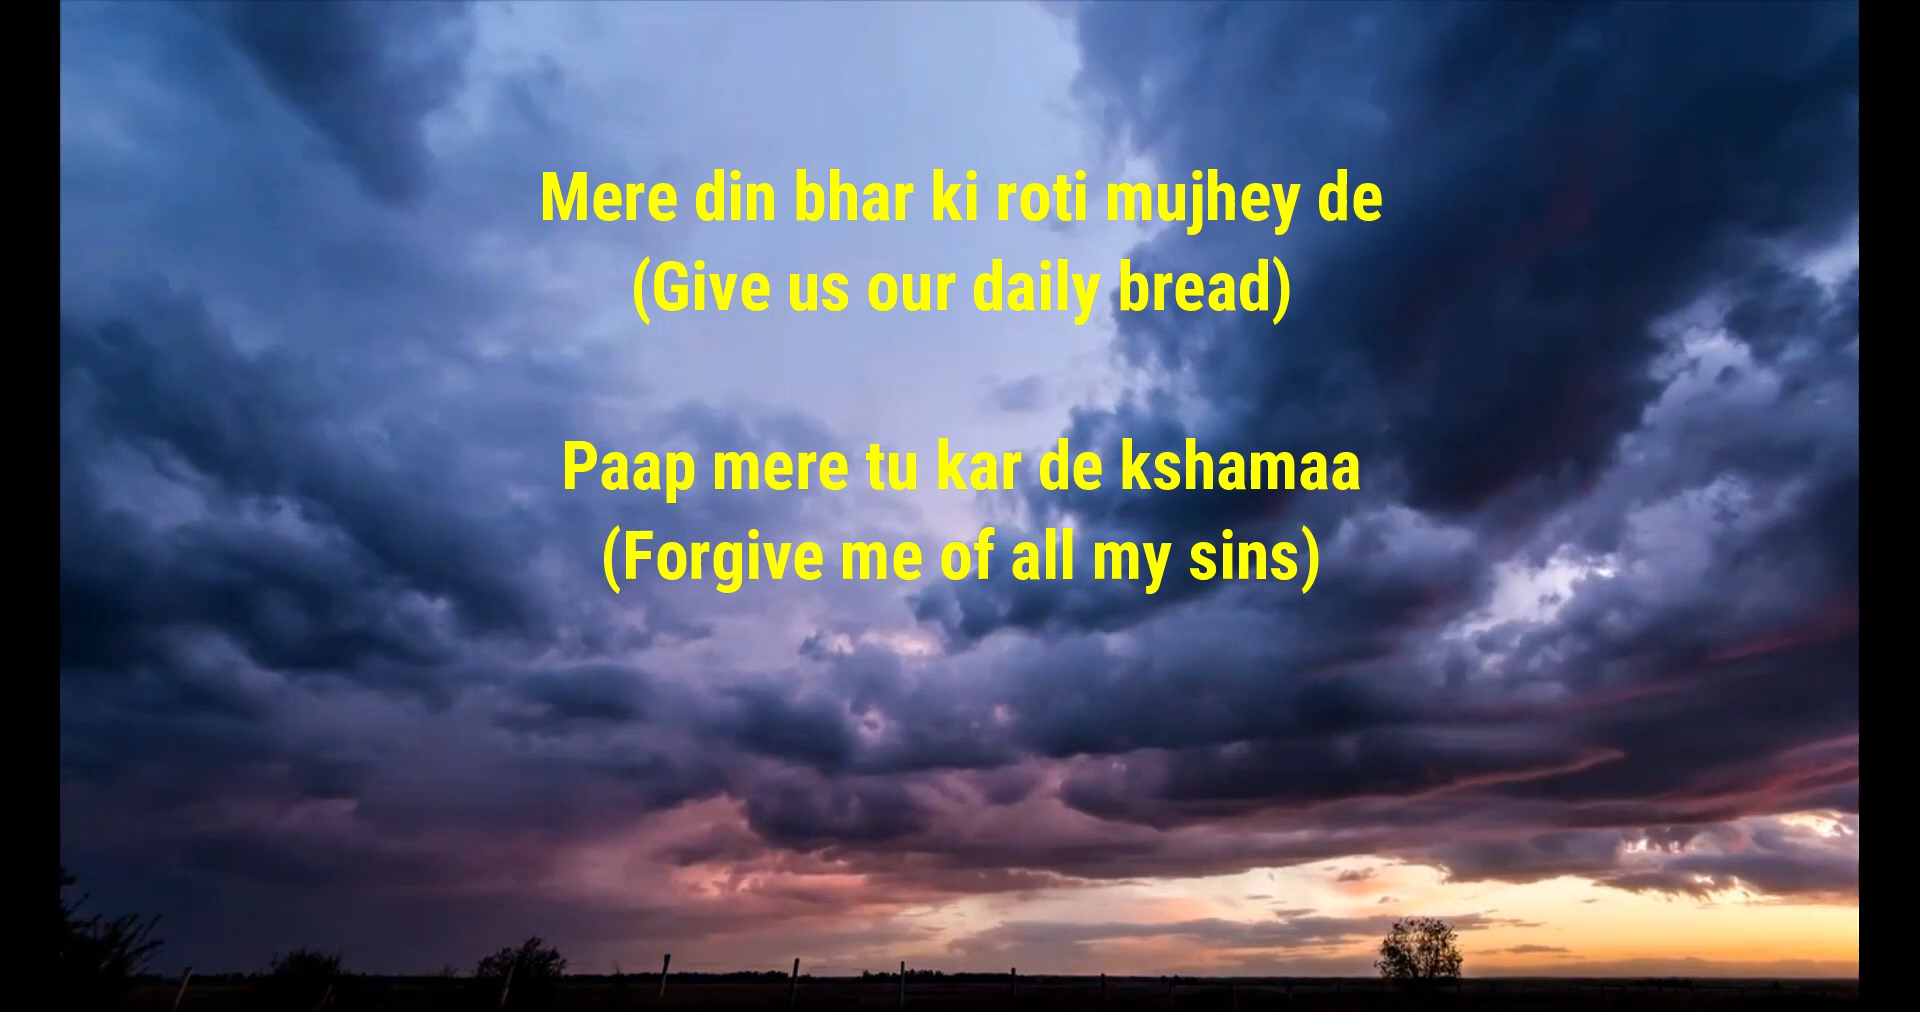 Mere din bhar ki roti mujhey de
(Give us our daily bread)
Paap mere tu kar de kshamaa
(Forgive me of all my sins)